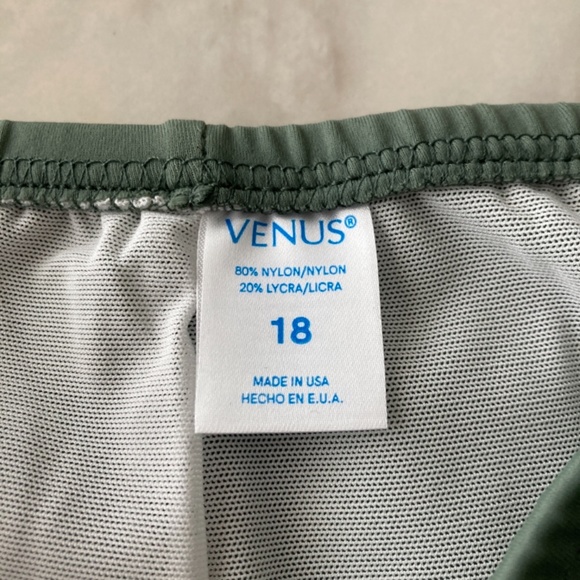 VENUS®
80% NYLON/NYLON
20% LYCRA/LICRA
18
MADE IN USA
HECHO EN E.U.A.